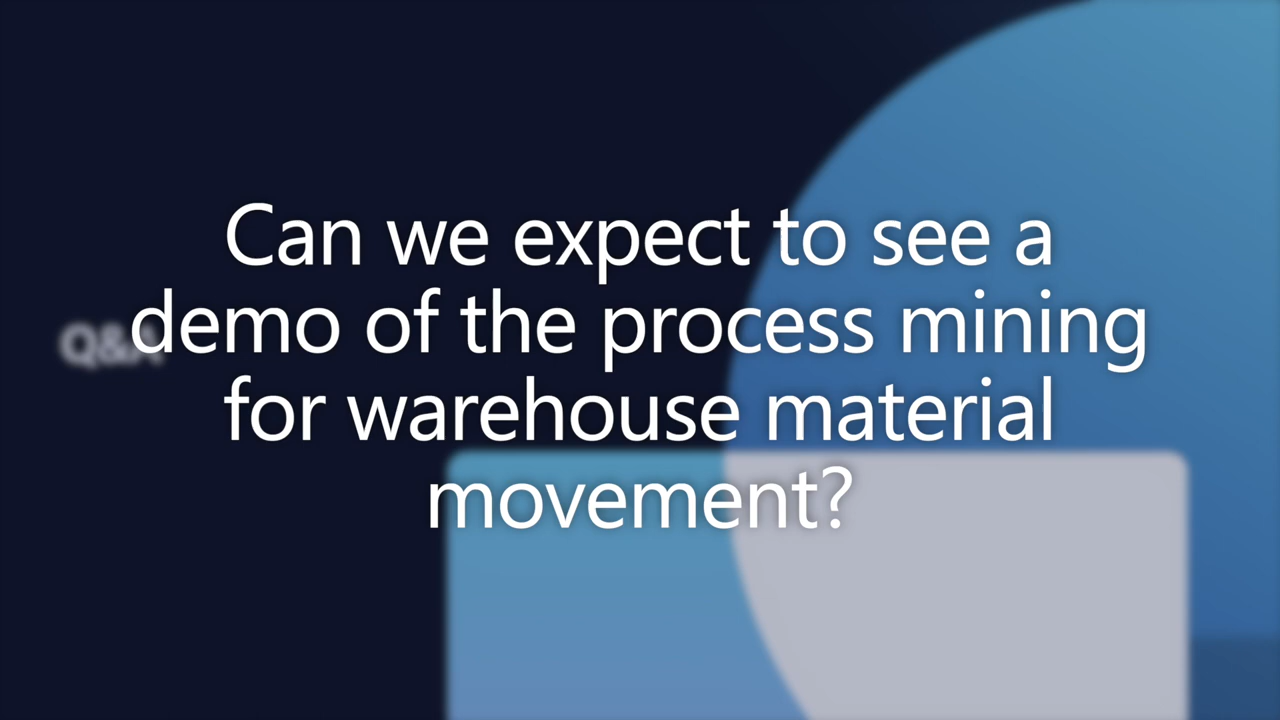 Can we expect to see a
demo of the process mining
Q&A
for warehouse material
movement?